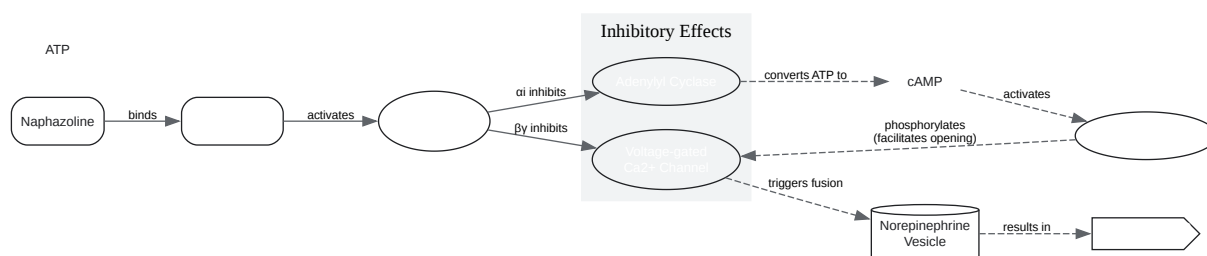 Inhibitory Effects
ATP
Adenylyl Cyclase
converts ATP to
cAMP
αi inhibits
activates
Naphazoline
binds
activates
βγ inhibits
phosphorylates
(facilitates opening)
Voltage-gated
Ca2+ Channel
triggers fusion
Norepinephrine
Vesicle
results in